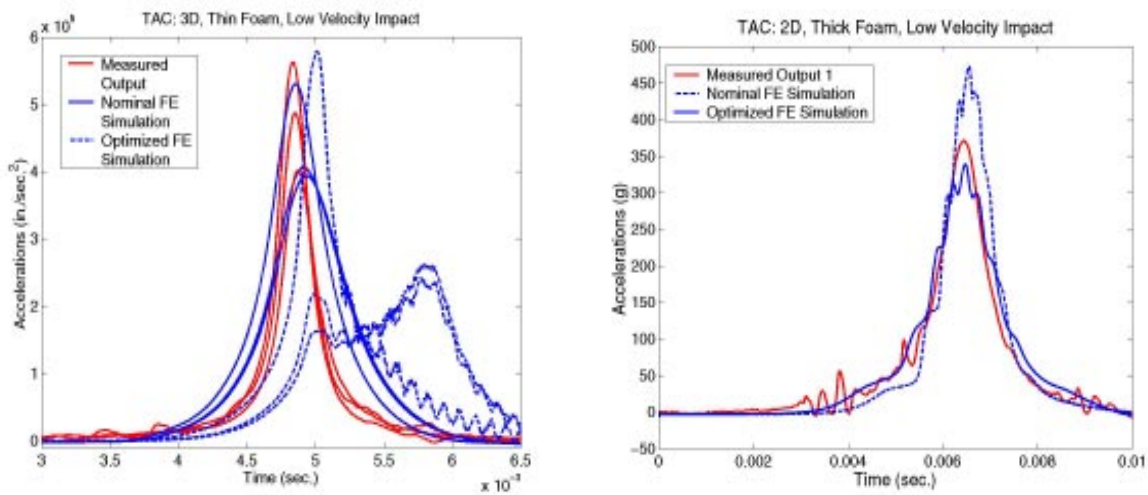 TAC: 3D, Thin Foam, Low Velocity Impact
6
5
4
3
2
1
0
Accelerations (in./sec.²)
Measured
Output
Nominal FE
Simulation
Optimized FE
Simulation
3
3.5
4
4.5
5
5.5
6
6.5
Time (sec.)
x 10⁻³
TAC: 2D, Thick Foam, Low Velocity Impact
500
450
400
350
300
250
200
150
100
50
0
−50
Accelerations (g)
Measured Output 1
Nominal FE Simulation
Optimized FE Simulation
0
0.002
0.004
0.006
0.008
0.01
Time (sec.)